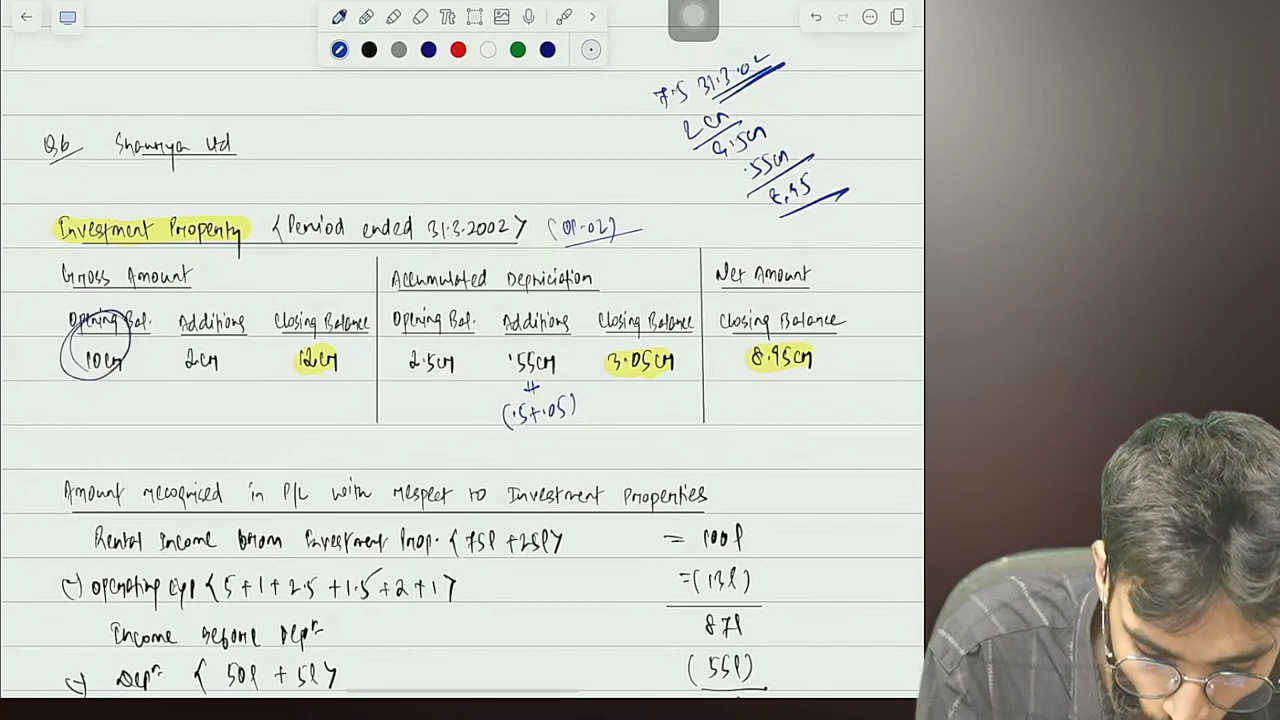 7.5 31.3.02
2cr
9.5cr
.55cr
8.95
Q6 Shaurya Ltd
Investment Property {Period ended 31.3.2002} (01-02)
Gross Amount Accumulated Depriciation Net Amount
Opening Bal. Additions Closing Balance Opening Bal. Additions Closing Balance Closing Balance
10cr 2cr 12cr 2.5cr .55cr 3.05cr 8.95cr
(.5+.05)
Amount recognised in P/L with respect to Investment Properties
Rental Income from Investment Prop. {75l + 25l} = 100l
(-) operating exp {5 + 1 + 2.5 + 1.5 + 2 + 1} = (13l)
Income before Depn 87l
(-) Depn {50l + 5l} (55l)